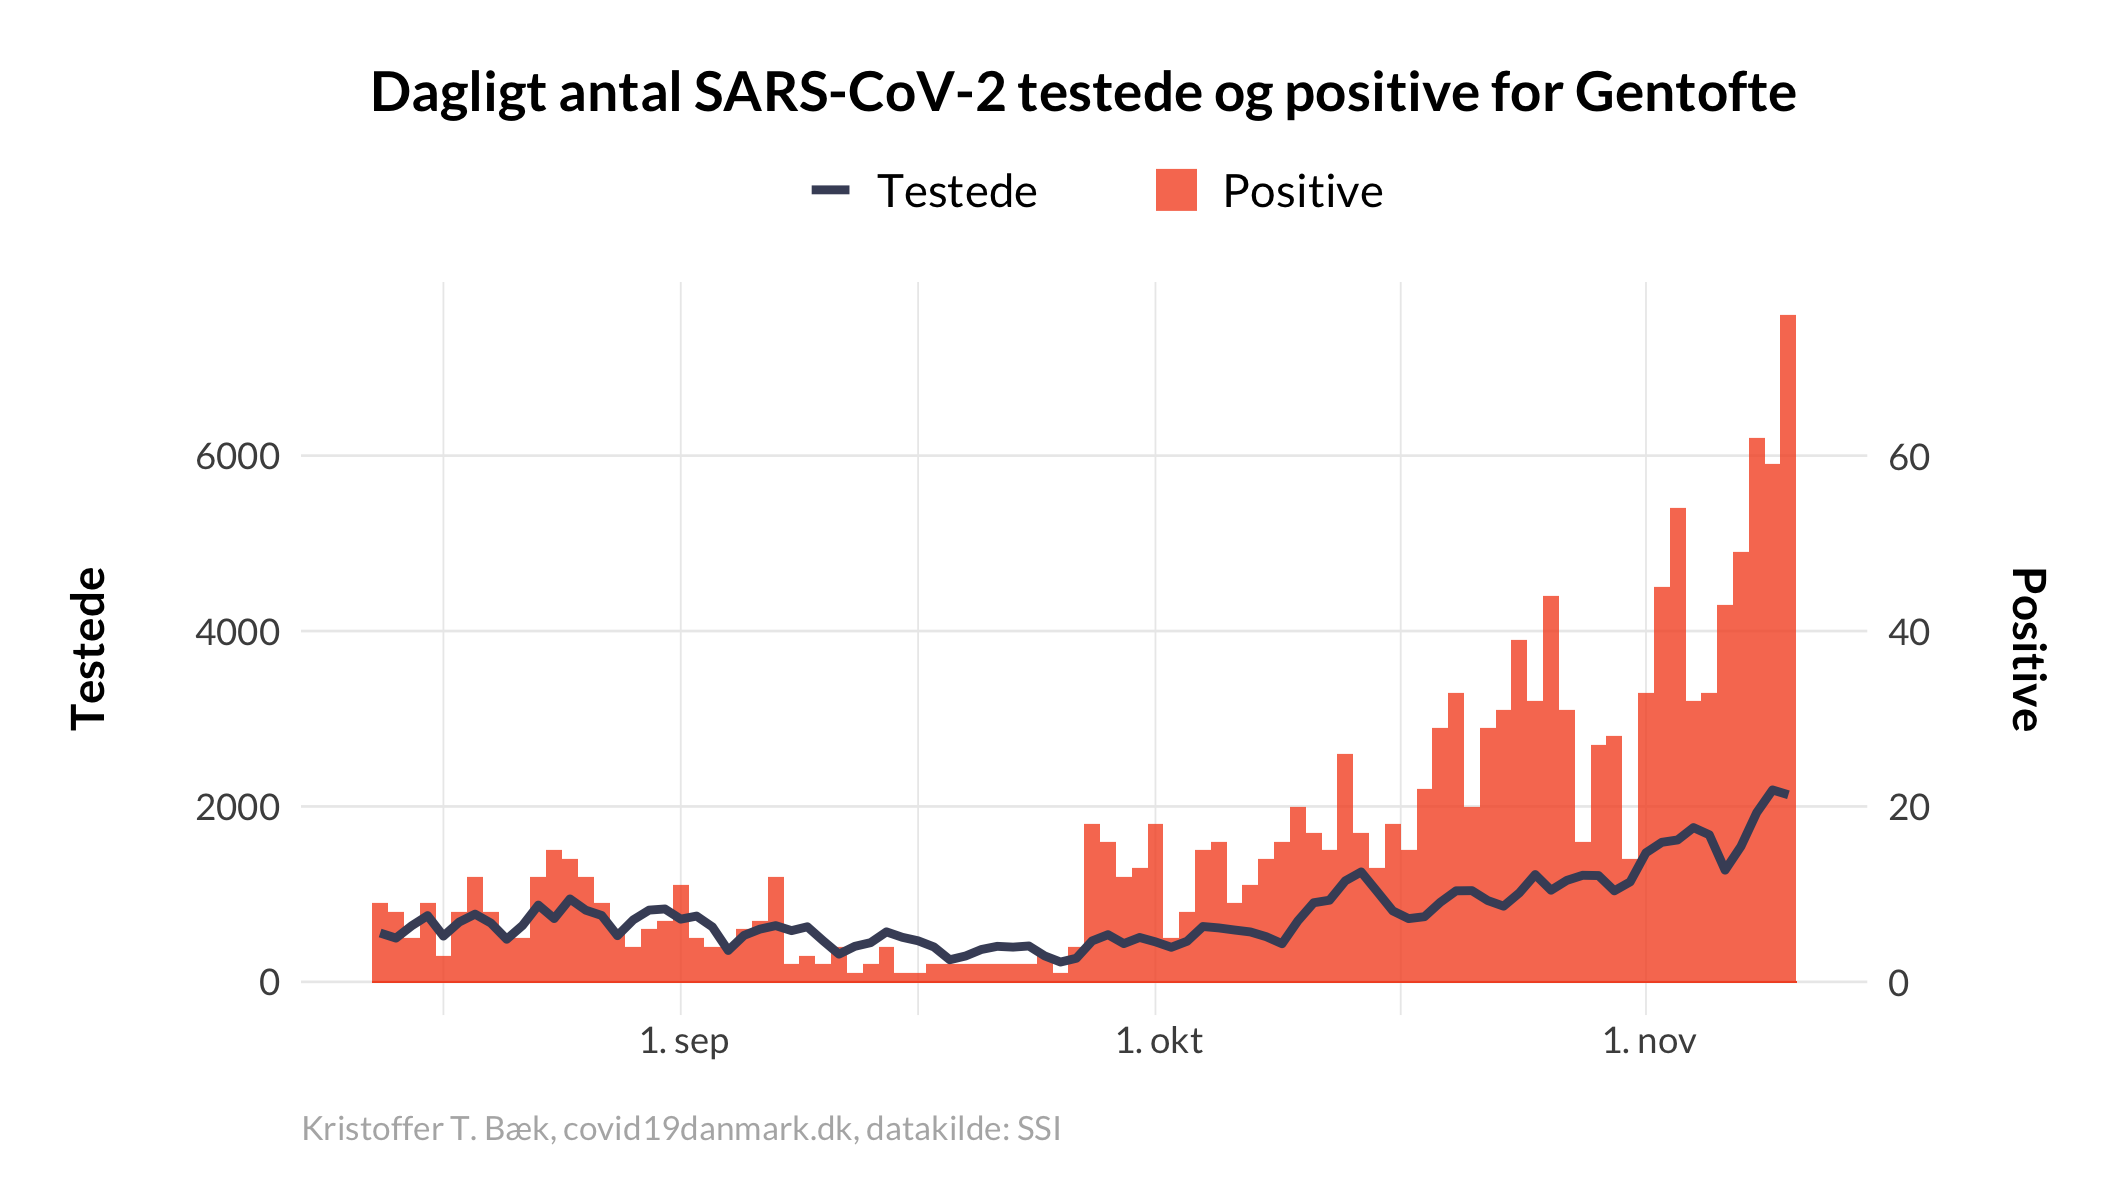 Dagligt antal SARS-CoV-2 testede og positive for Gentofte
Testede
Positive
Testede
6000
4000
2000
0
60
40
20
0
Positive
1. sep
1. okt
1. nov
Kristoffer T. Bæk, covid19danmark.dk, datakilde: SSI